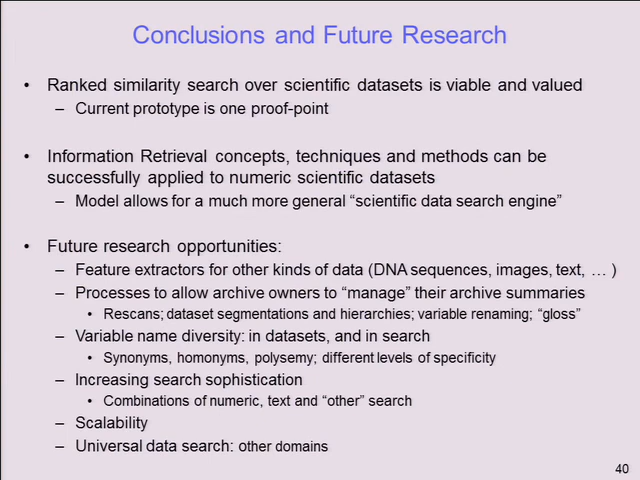 Conclusions and Future Research
• Ranked similarity search over scientific datasets is viable and valued
– Current prototype is one proof-point
• Information Retrieval concepts, techniques and methods can be
successfully applied to numeric scientific datasets
– Model allows for a much more general “scientific data search engine”
• Future research opportunities:
– Feature extractors for other kinds of data (DNA sequences, images, text, … )
– Processes to allow archive owners to “manage” their archive summaries
• Rescans; dataset segmentations and hierarchies; variable renaming; “gloss”
– Variable name diversity: in datasets, and in search
• Synonyms, homonyms, polysemy; different levels of specificity
– Increasing search sophistication
• Combinations of numeric, text and “other” search
– Scalability
– Universal data search: other domains
40